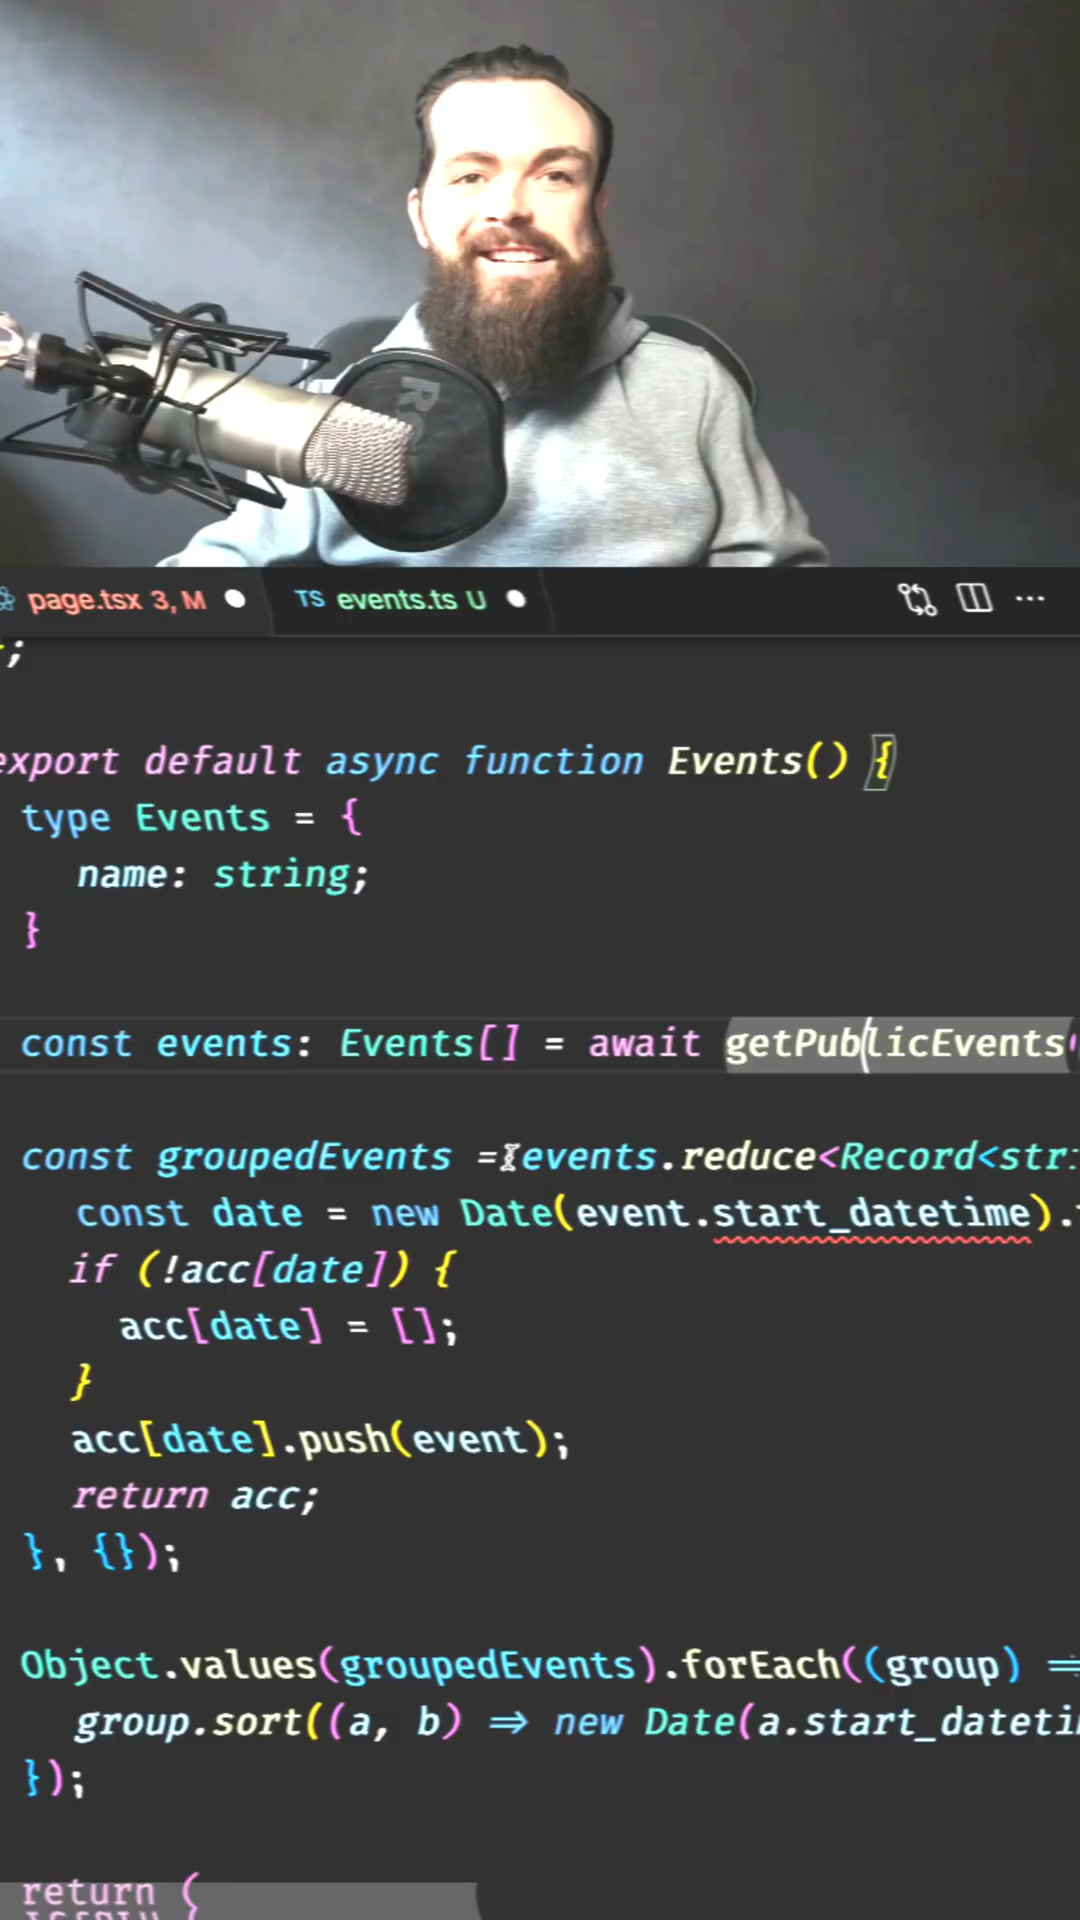 page.tsx 3, M
TS events.ts U
;
export default async function Events() {
type Events = {
name: string;
}
const events: Events[] = await getPublicEvents(
const groupedEvents = events.reduce<Record<str
const date = new Date(event.start_datetime).
if (!acc[date]) {
acc[date] = [];
}
acc[date].push(event);
return acc;
}, {});
Object.values(groupedEvents).forEach((group) =>
group.sort((a, b) => new Date(a.start_dateti
});
return (